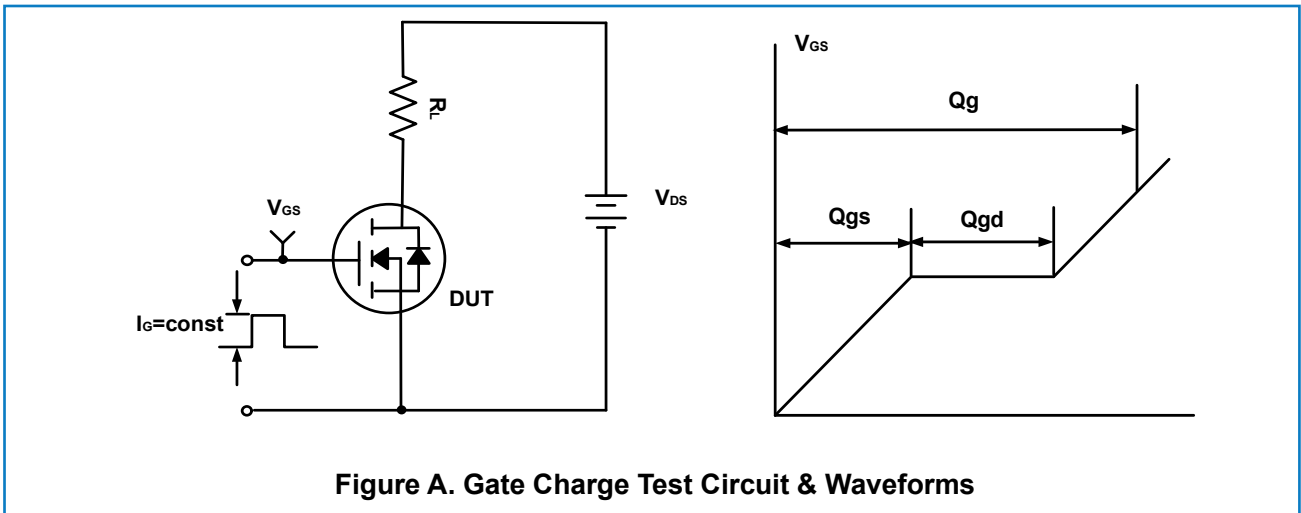 RL
VGS
VDS
DUT
IG=const
VGS
Qg
Qgs
Qgd
Figure A. Gate Charge Test Circuit & Waveforms